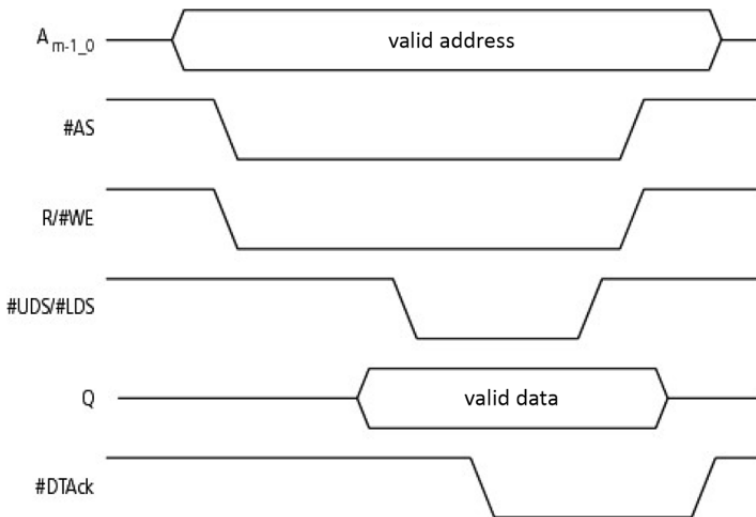 A m-1_0
valid address
#AS
R/#WE
#UDS/#LDS
Q
valid data
#DTAck